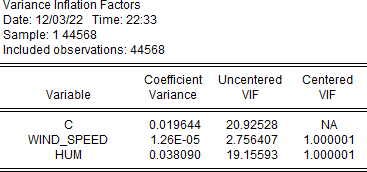 Variance Inflation Factors
Date: 12/03/22 Time: 22:33
Sample: 1 44568
Included observations: 44568
Coefficient Uncentered Centered
Variable Variance VIF VIF
C 0.019644 20.92528 NA
WIND_SPEED 1.26E-05 2.756407 1.000001
HUM 0.038090 19.15593 1.000001